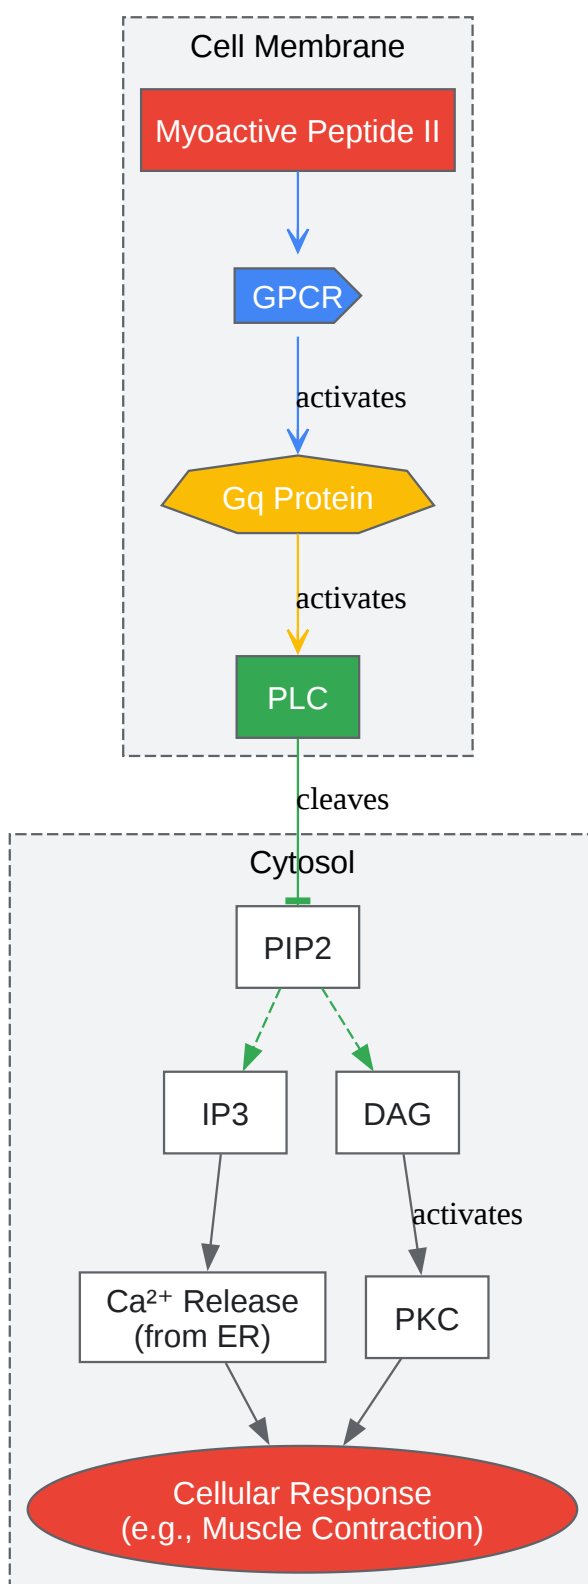 Cell Membrane
Myoactive Peptide II
GPCR
activates
Gq Protein
activates
PLC
cleaves
Cytosol
PIP2
IP3
DAG
activates
Ca²⁺ Release
(from ER)
PKC
Cellular Response
(e.g., Muscle Contraction)